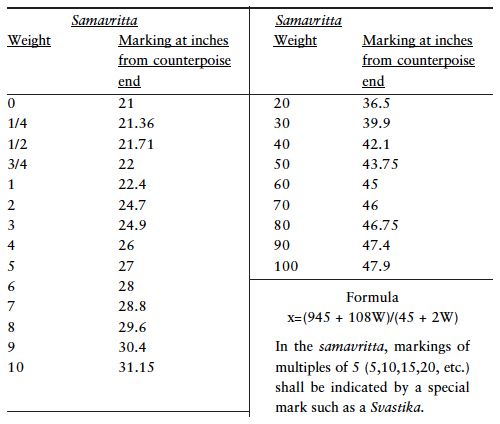 Samavritta
Weight Marking at inches
from counterpoise
end
0 21
1/4 21.36
1/2 21.71
3/4 22
1 22.4
2 24.7
3 24.9
4 26
5 27
6 28
7 28.8
8 29.6
9 30.4
10 31.15
Samavritta
Weight Marking at inches
from counterpoise
end
20 36.5
30 39.9
40 42.1
50 43.75
60 45
70 46
80 46.75
90 47.4
100 47.9
Formula
x=(945 + 108W)/(45 + 2W)
In the samavritta, markings of
multiples of 5 (5,10,15,20, etc.)
shall be indicated by a special
mark such as a Svastika.